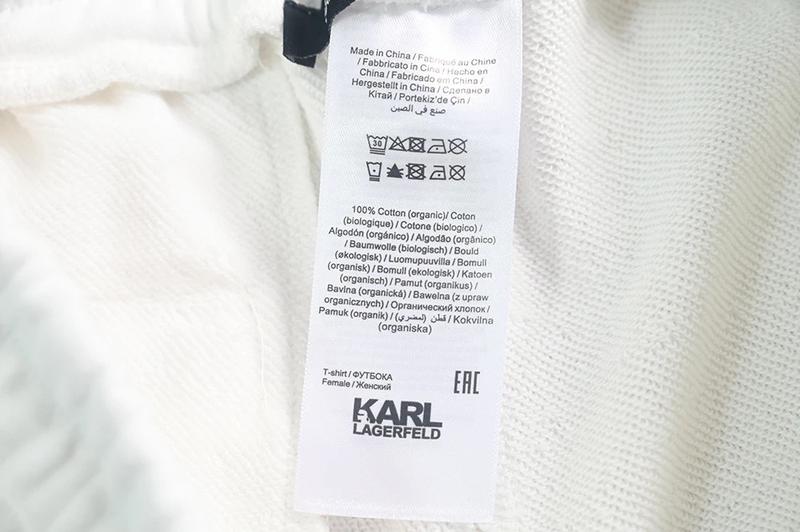 Made in China / Fabriqué au Chine
/ Fabbricato in Cina / Hecho en
China / Fabricado em China /
Hergestellt in China / Сделано в
Кітаї / Portekiz'de Çin /
صنع في الصين
30
100% Cotton (organic)/ Coton
(biologique) / Cotone (biologico) /
Algodón (orgánico) / Algodão (orgânico)
/ Baumwolle (biologisch) / Bould
(økologisk) / Luomupuuvilla / Bomull
(organisk) / Bomull (ekologisk) / Katoen
(organisch) / Pamut (organikus) /
Bavlna (organická) / Bawełna (z upraw
organicznych) / Органический хлопок /
Pamuk (organik) / قطن (لمضري) / Kokvilna
(organiska)
T-shirt / ФУТБОКА
Female / Женский
EAC
KARL
LAGERFELD